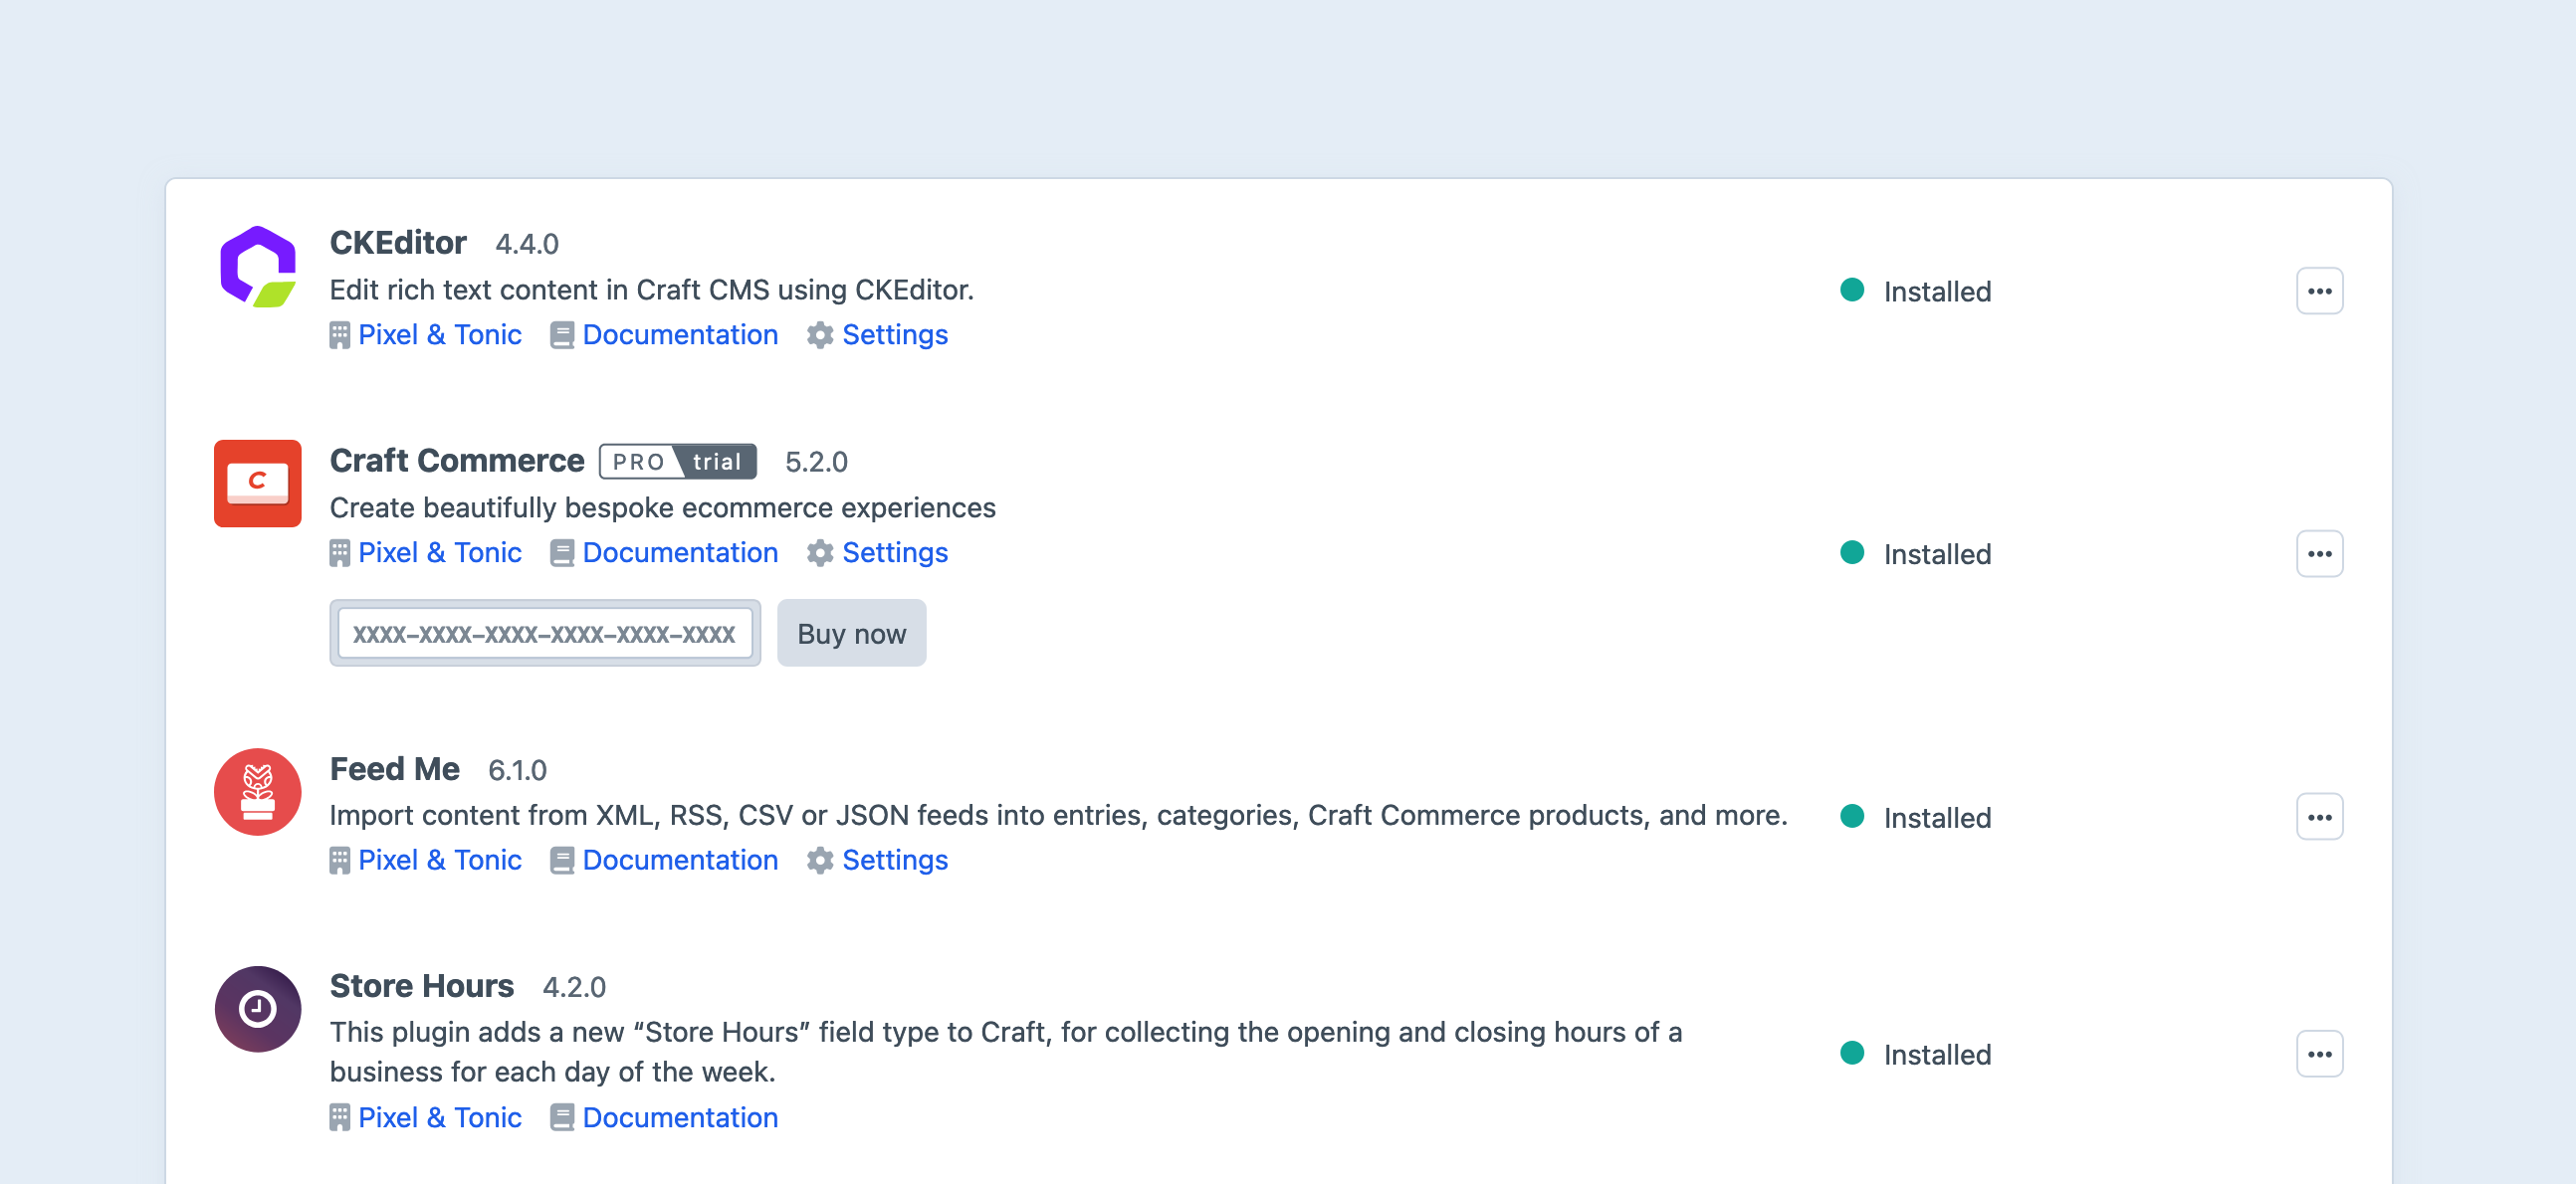 CKEditor 4.4.0
Edit rich text content in Craft CMS using CKEditor.
Pixel & Tonic Documentation Settings
Installed
Craft Commerce PRO trial 5.2.0
Create beautifully bespoke ecommerce experiences
Pixel & Tonic Documentation Settings
Installed
XXXX-XXXX-XXXX-XXXX-XXXX-XXXX Buy now
Feed Me 6.1.0
Import content from XML, RSS, CSV or JSON feeds into entries, categories, Craft Commerce products, and more.
Installed
Pixel & Tonic Documentation Settings
Store Hours 4.2.0
This plugin adds a new “Store Hours” field type to Craft, for collecting the opening and closing hours of a
business for each day of the week.
Installed
Pixel & Tonic Documentation